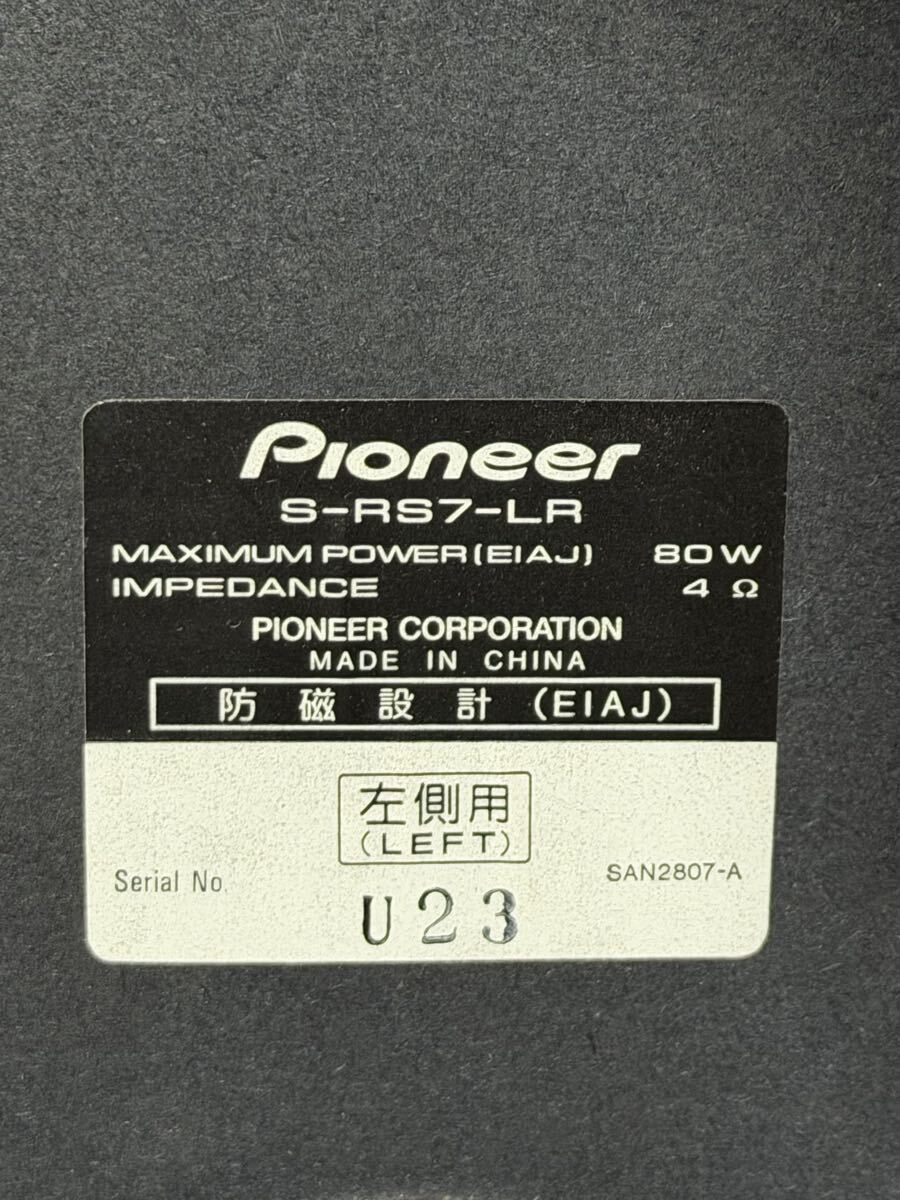 Pioneer
S-RS7-LR
MAXIMUM POWER(EIAJ) 80W
IMPEDANCE 4 Ω
PIONEER CORPORATION
MADE IN CHINA
防磁設計 (EIAJ)
左側用
(LEFT)
Serial No. SAN2807-A
U23